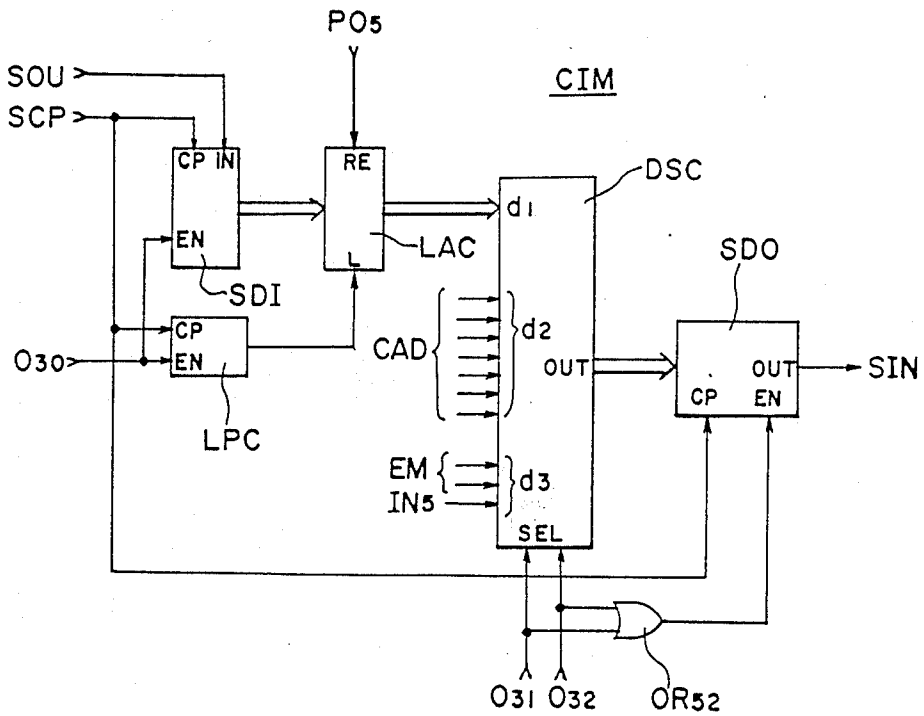 PO5
SOU
CIM
SCP
CP IN
RE
DSC
d1
EN
LAC
L
SDO
SDI
CP
d2
CAD
O30
EN
OUT
OUT
SIN
CP
EN
LPC
EM
d3
IN5
SEL
O31
O32
OR52